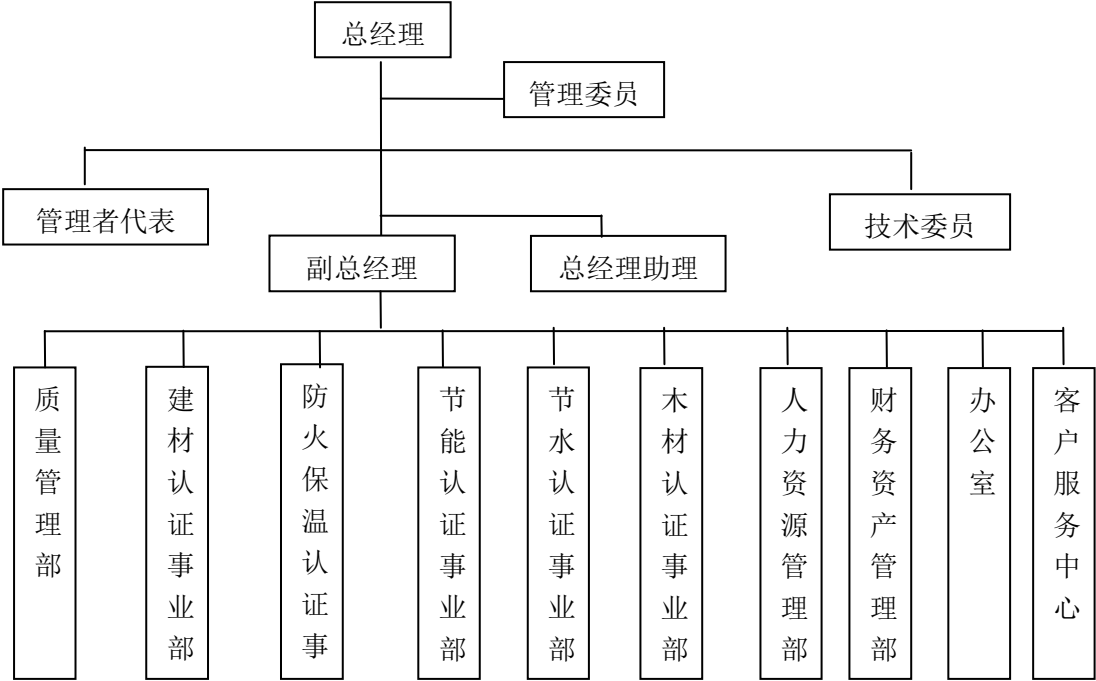 总经理
管理委员
管理者代表
技术委员
副总经理
总经理助理
质量管理部
建材认证事业部
防火保温认证事
节能认证事业部
节水认证事业部
木材认证事业部
人力资源管理部
财务资产管理部
办公室
客户服务中心